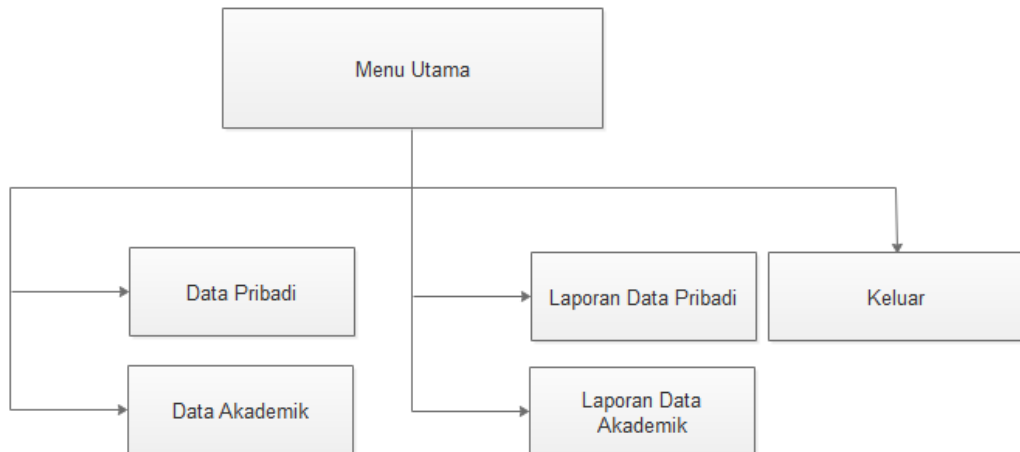 Menu Utama
Data Pribadi
Laporan Data Pribadi
Keluar
Data Akademik
Laporan Data
Akademik